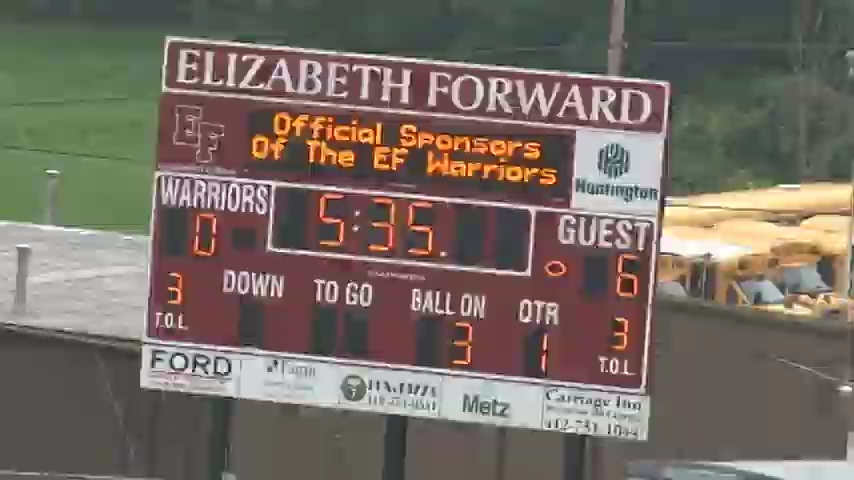 ELIZABETH FORWARD
EF
Official Sponsors
Of The EF Warriors
Huntington
WARRIORS
0
5:35.
GUEST
6
3
T.O.L.
DOWN
TO GO
BALL ON
3
QTR
1
3
T.O.L.
FORD
Metz
Carriage Inn